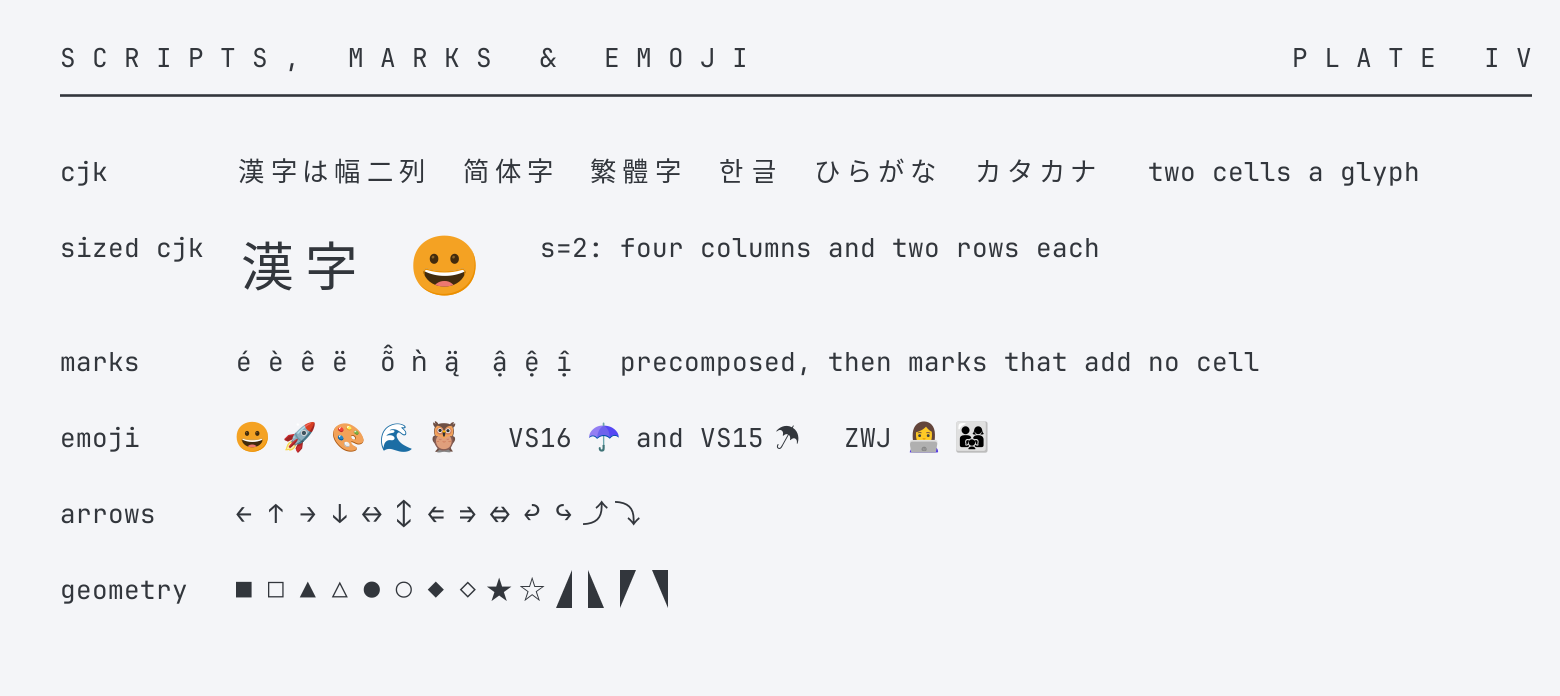 SCRIPTS, MARKS & EMOJI PLATE IV
cjk 漢字は幅二列 简体字 繁體字 한글 ひらがな カタカナ two cells a glyph
sized cjk 漢字 😀 s=2: four columns and two rows each
marks é è ê ë ỗ ǹ ą̈ ậ ệ ị̂ precomposed, then marks that add no cell
emoji 😀 🚀 🎨 🌊 🦉 VS16 ☂️ and VS15 ☂︎ ZWJ 👩‍💻 👨‍👩‍👧
arrows ← ↑ → ↓ ↔ ↕ ⇐ ⇒ ⇔ ↩ ↪ ⤴ ⤵
geometry ■ □ ▲ △ ● ○ ◆ ◇ ★ ☆ ◢ ◣ ◤ ◥